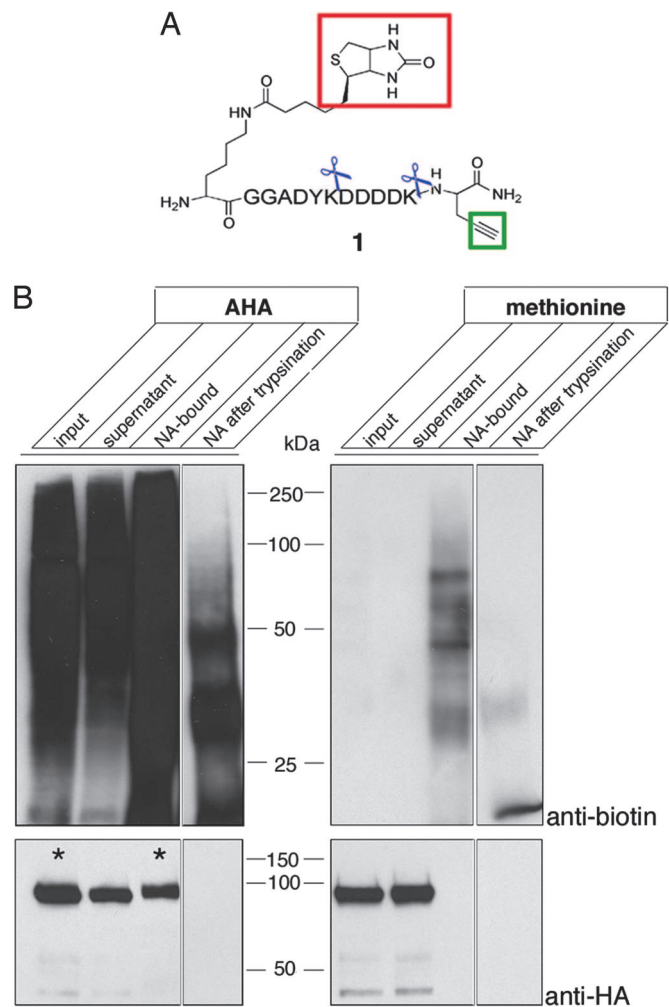 A
H
N
S
O
N
H
O
HN
H₂N
O
GGADYKDDDDK
H
N
O
NH₂
1
B
AHA
methionine
input
supernatant
NA-bound
NA after trypsination
kDa
input
supernatant
NA-bound
NA after trypsination
250
100
50
25
anti-biotin
* *
150
100
50
anti-HA